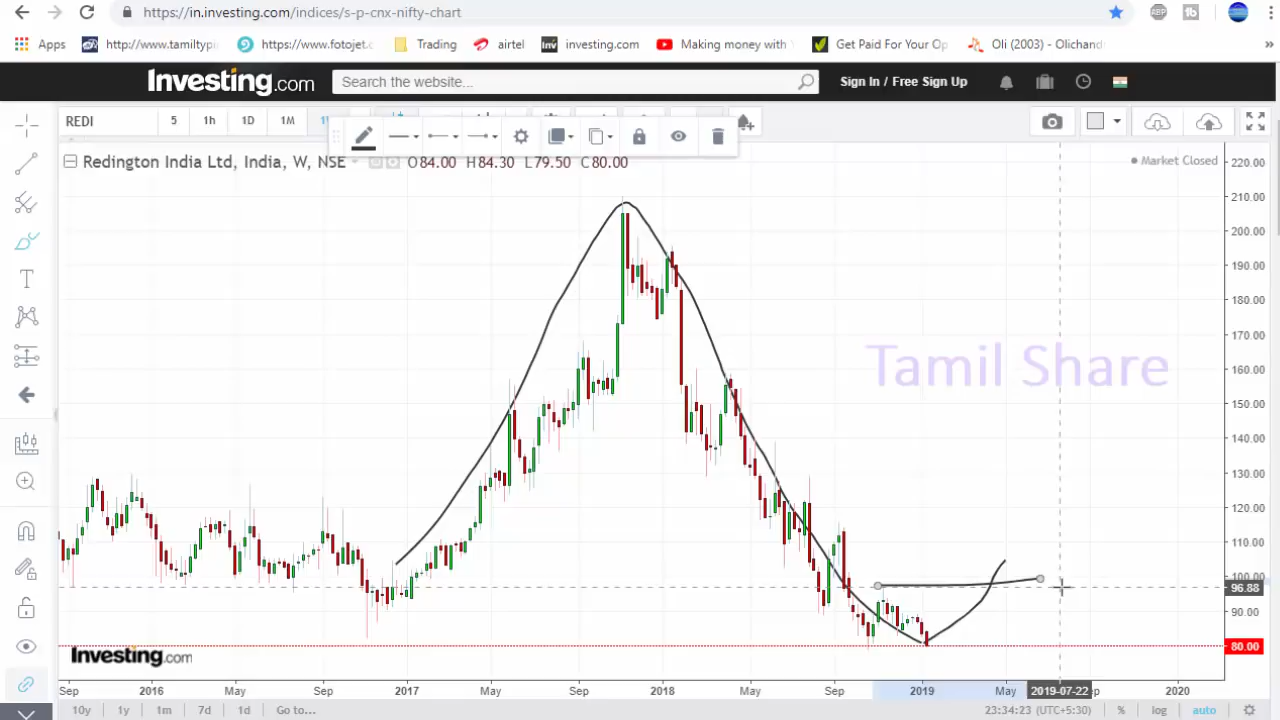 https://in.investing.com/indices/s-p-cnx-nifty-chart
ABP
Apps http://www.tamiltypi https://www.fotojet.c Trading airtel investing.com Making money with Get Paid For Your Op Oli (2003) - Olichand »
Investing.com Search the website... Sign In / Free Sign Up
REDI 5 1h 1D 1M
Redington India Ltd, India, W, NSE O84.00 H84.30 L79.50 C80.00
Market Closed
220.00
210.00
200.00
190.00
180.00
170.00
Tamil Share
160.00
150.00
140.00
130.00
120.00
110.00
100.00
96.88
90.00
80.00
Investing.com
Sep 2016 May Sep 2017 May Sep 2018 May Sep 2019 May 2019-07-22 2020
10y 1y 1m 7d 1d Go to... 23:34:23 (UTC+5:30) % log auto